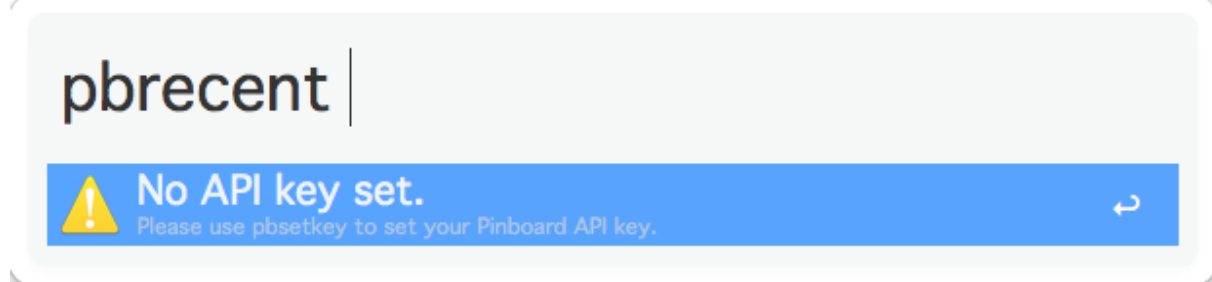 pbrecent
No API key set.
Please use pbsetkey to set your Pinboard API key.